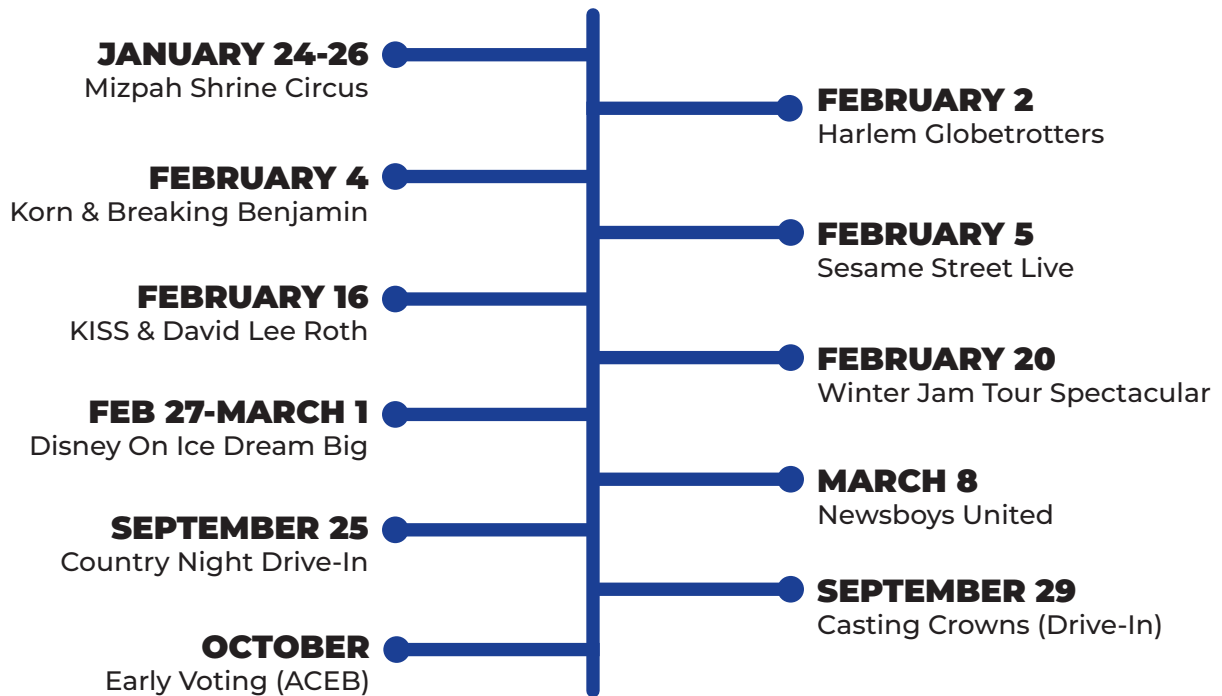 JANUARY 24-26
Mizpah Shrine Circus
FEBRUARY 2
Harlem Globetrotters
FEBRUARY 4
Korn & Breaking Benjamin
FEBRUARY 5
Sesame Street Live
FEBRUARY 16
KISS & David Lee Roth
FEBRUARY 20
Winter Jam Tour Spectacular
FEB 27-MARCH 1
Disney On Ice Dream Big
MARCH 8
Newsboys United
SEPTEMBER 25
Country Night Drive-In
SEPTEMBER 29
Casting Crowns (Drive-In)
OCTOBER
Early Voting (ACEB)